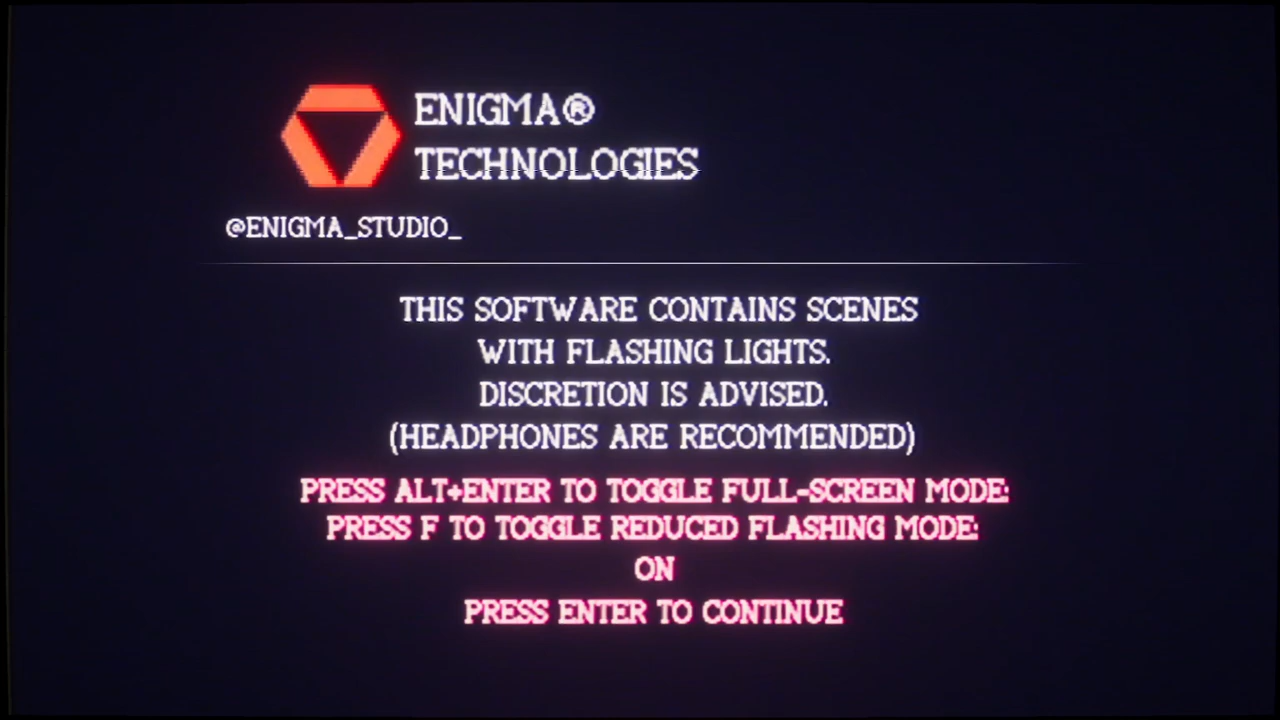 ENIGMA®
TECHNOLOGIES
@ENIGMA_STUDIO_
THIS SOFTWARE CONTAINS SCENES
WITH FLASHING LIGHTS.
DISCRETION IS ADVISED.
(HEADPHONES ARE RECOMMENDED)
PRESS ALT+ENTER TO TOGGLE FULL-SCREEN MODE:
PRESS F TO TOGGLE REDUCED FLASHING MODE:
ON
PRESS ENTER TO CONTINUE